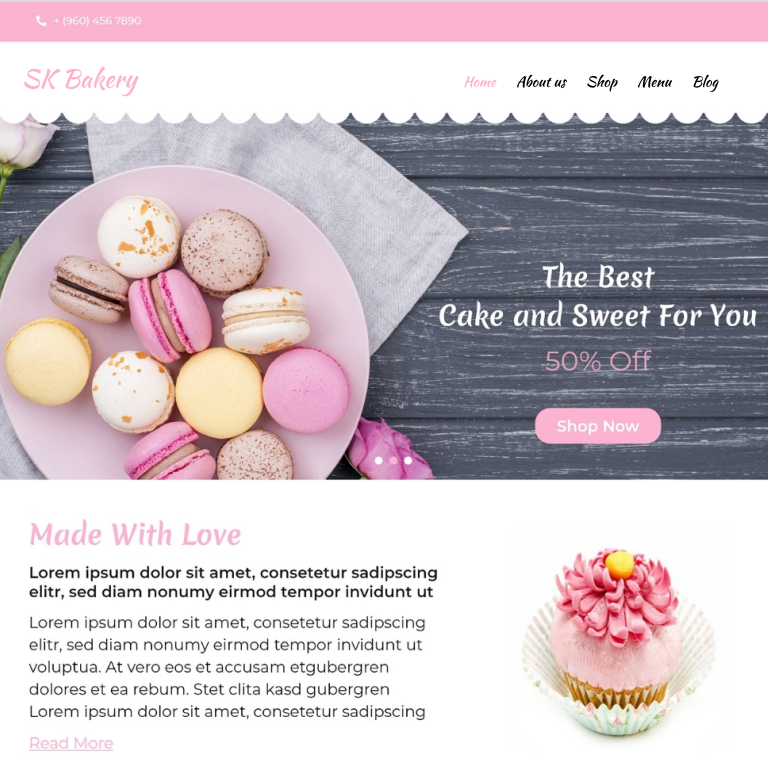 + (960) 456 7890
SK Bakery
Home About us Shop Menu Blog
The Best
Cake and Sweet For You
50% Off
Shop Now
Made With Love
Lorem ipsum dolor sit amet, consetetur sadipscing
elitr, sed diam nonumy eirmod tempor invidunt ut
Lorem ipsum dolor sit amet, consetetur sadipscing
elitr, sed diam nonumy eirmod tempor invidunt ut
voluptua. At vero eos et accusam etgubergren
dolores et ea rebum. Stet clita kasd gubergren
Lorem ipsum dolor sit amet, consetetur sadipscing
Read More